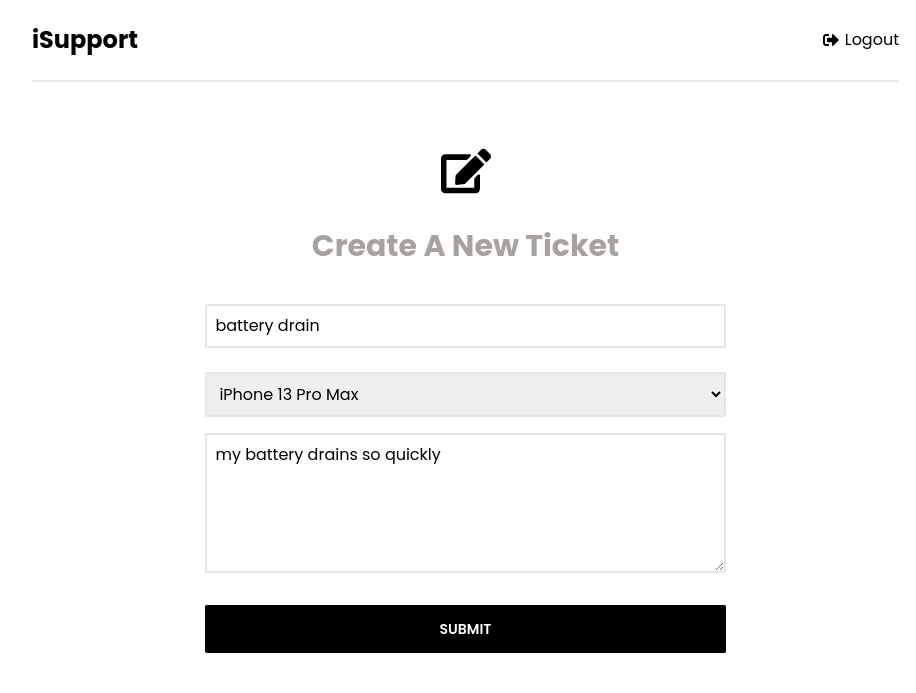 iSupport
Logout
Create A New Ticket
battery drain
iPhone 13 Pro Max
my battery drains so quickly
SUBMIT